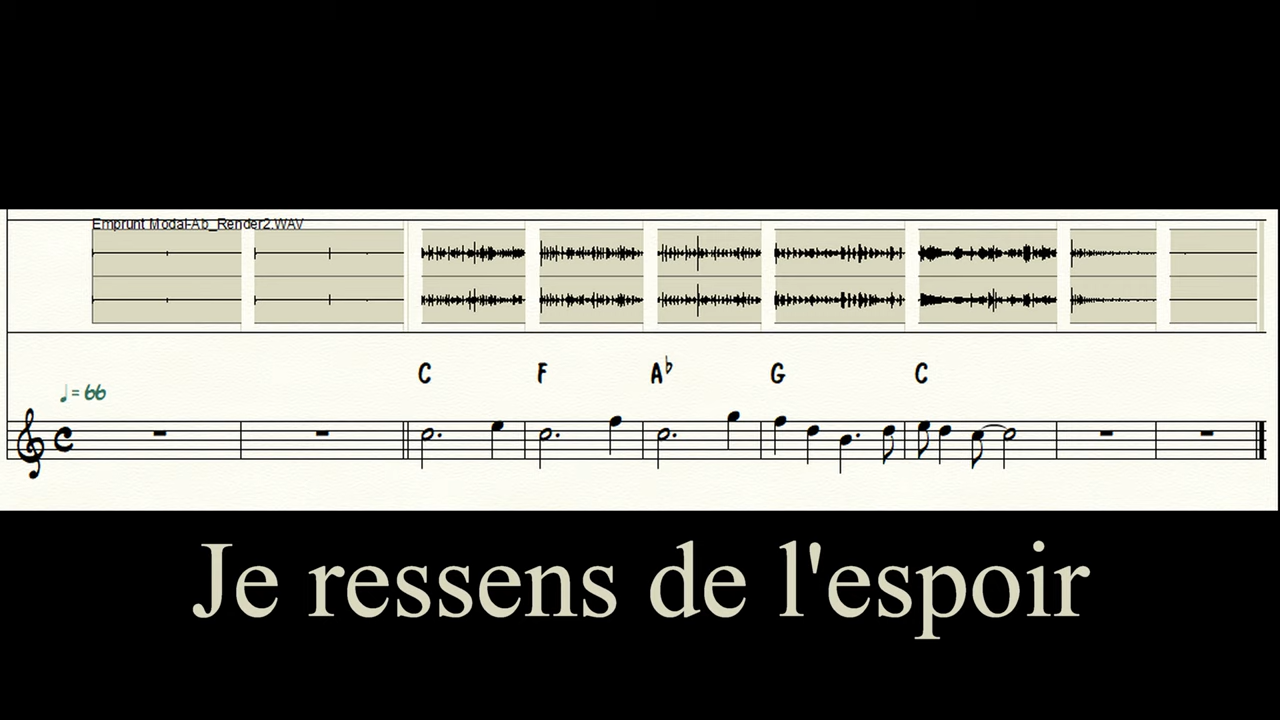 Emprunt Modal-Ab_Render2.WAV
C F A♭ G C
♩= 66
Je ressens de l'espoir